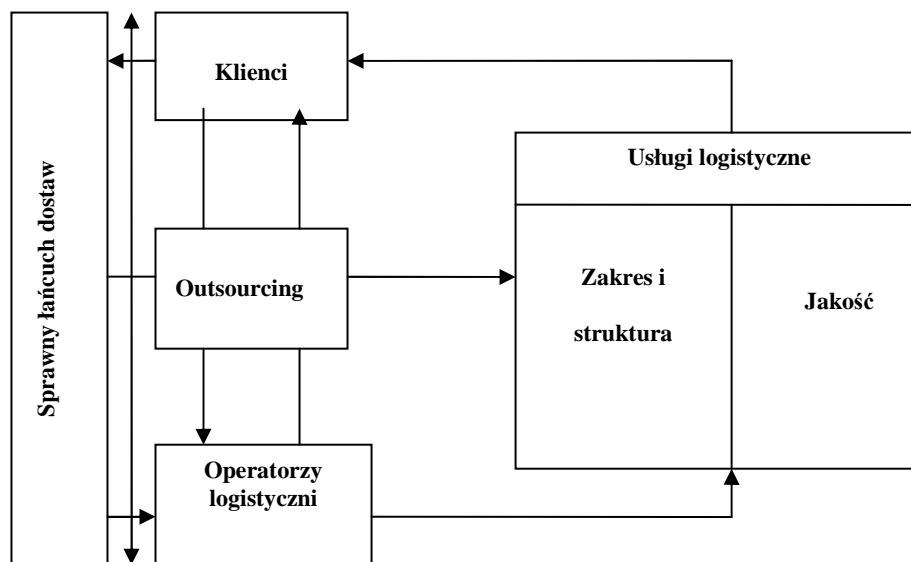 Sprawny łańcuch dostaw
Klienci
Outsourcing
Operatorzy
logistyczni
Usługi logistyczne
Zakres i
struktura
Jakość